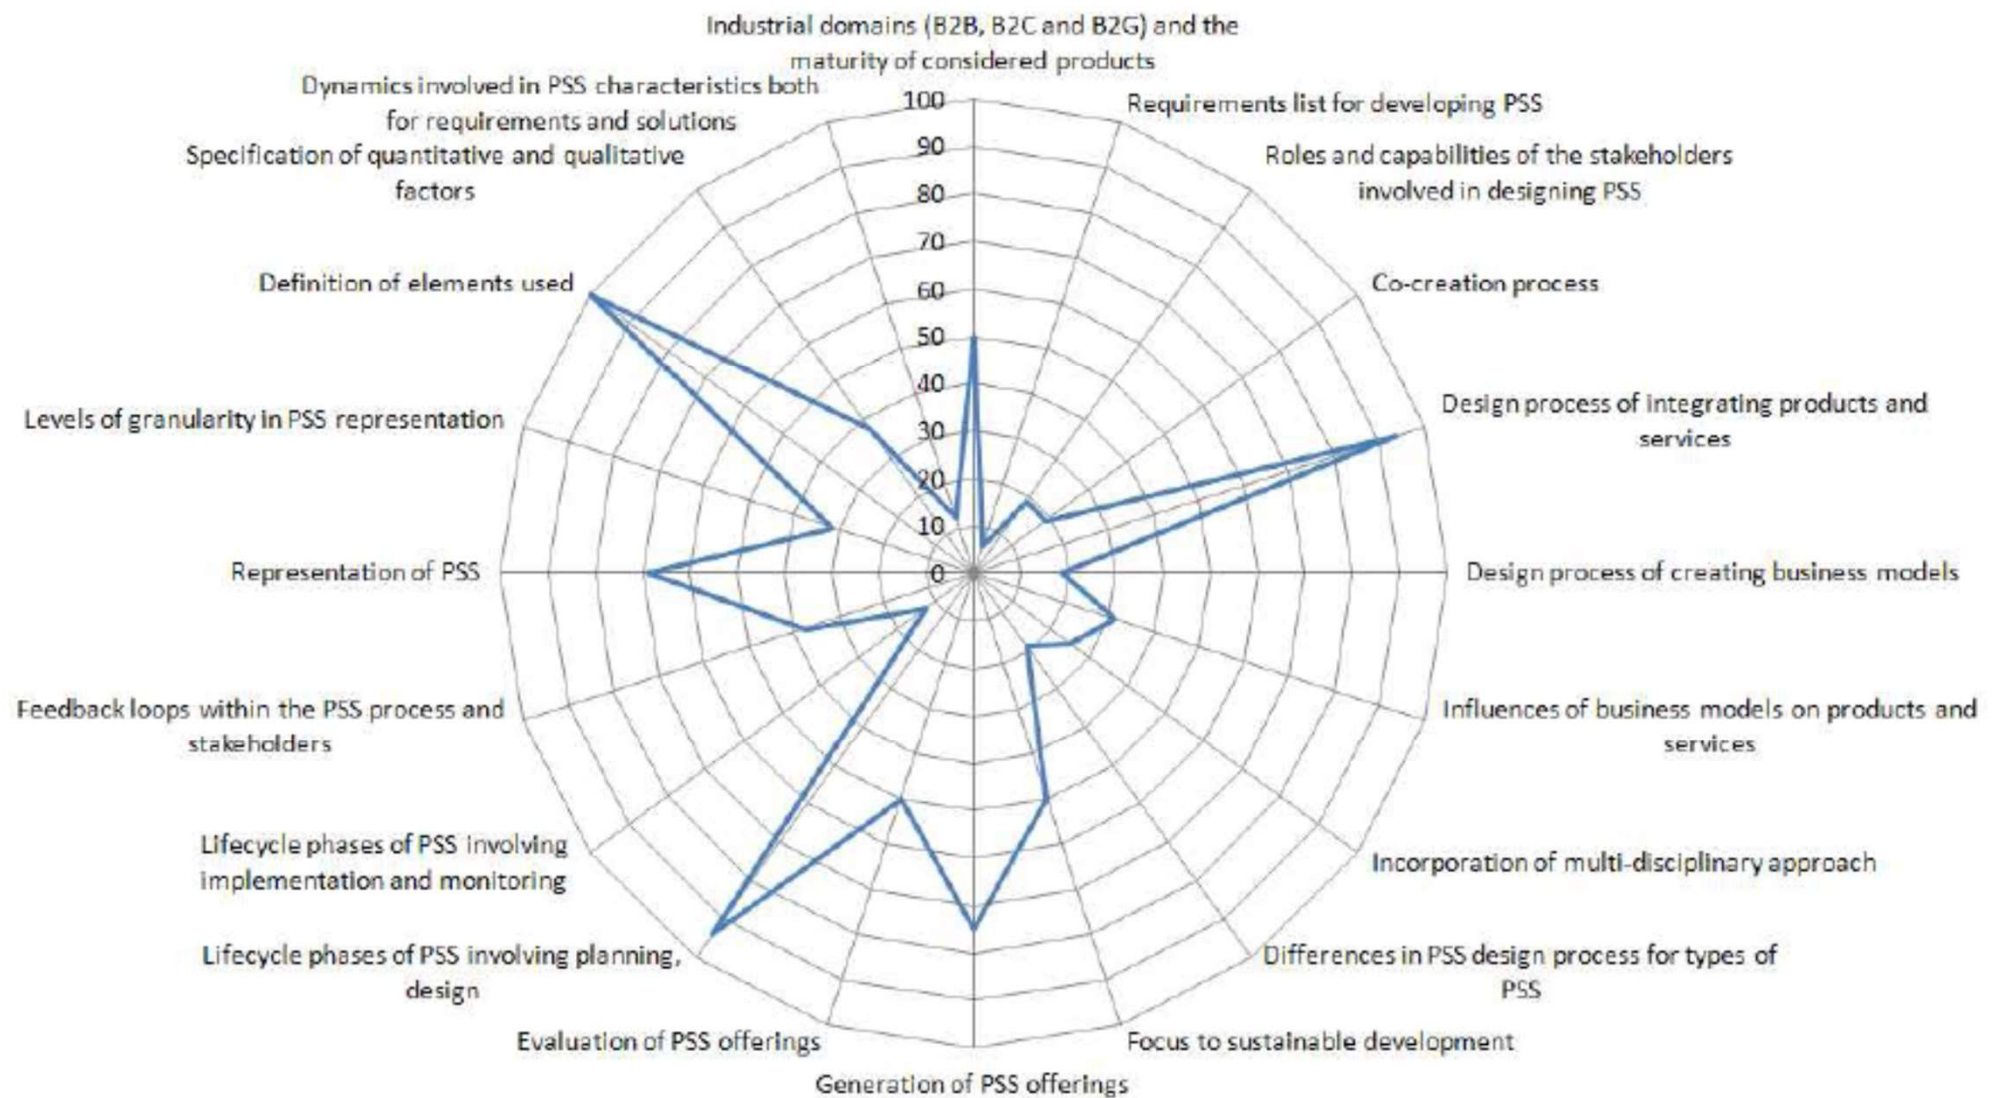 Industrial domains (B2B, B2C and B2G) and the
maturity of considered products
Dynamics involved in PSS characteristics both
for requirements and solutions
Specification of quantitative and qualitative
factors
Definition of elements used
Levels of granularity in PSS representation
Representation of PSS
Feedback loops within the PSS process and
stakeholders
Lifecycle phases of PSS involving
implementation and monitoring
Lifecycle phases of PSS involving planning,
design
Evaluation of PSS offerings
Generation of PSS offerings
100
90
80
70
60
50
40
30
20
10
0
Requirements list for developing PSS
Roles and capabilities of the stakeholders
involved in designing PSS
Co-creation process
Design process of integrating products and
services
Design process of creating business models
Influences of business models on products and
services
Incorporation of multi-disciplinary approach
Differences in PSS design process for types of
PSS
Focus to sustainable development